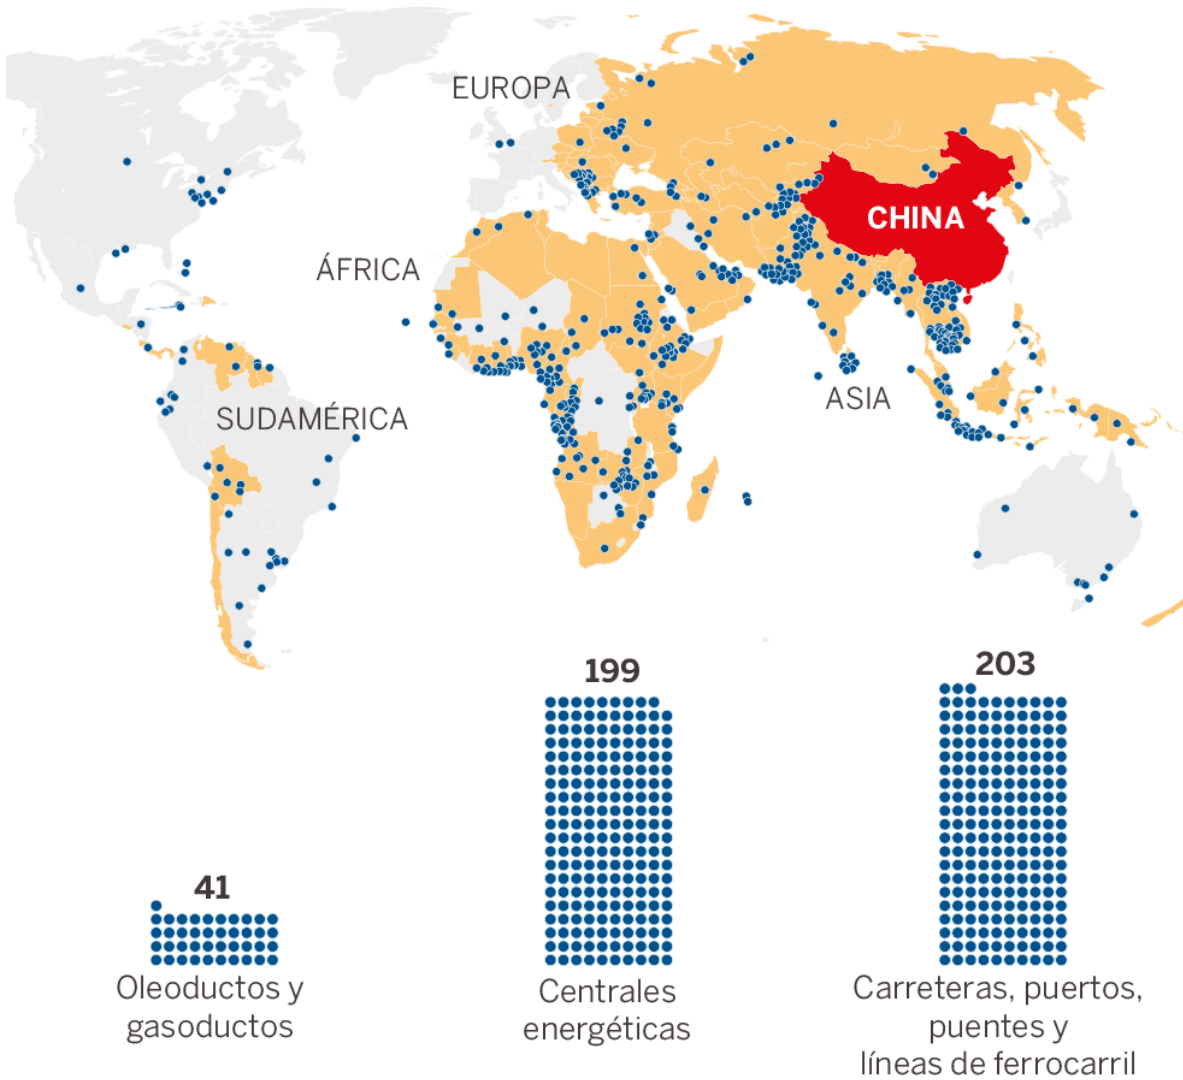 EUROPA
CHINA
ÁFRICA
ASIA
SUDAMÉRICA
41
Oleoductos y
gasoductos
199
Centrales
energéticas
203
Carreteras, puertos,
puentes y
líneas de ferrocarril